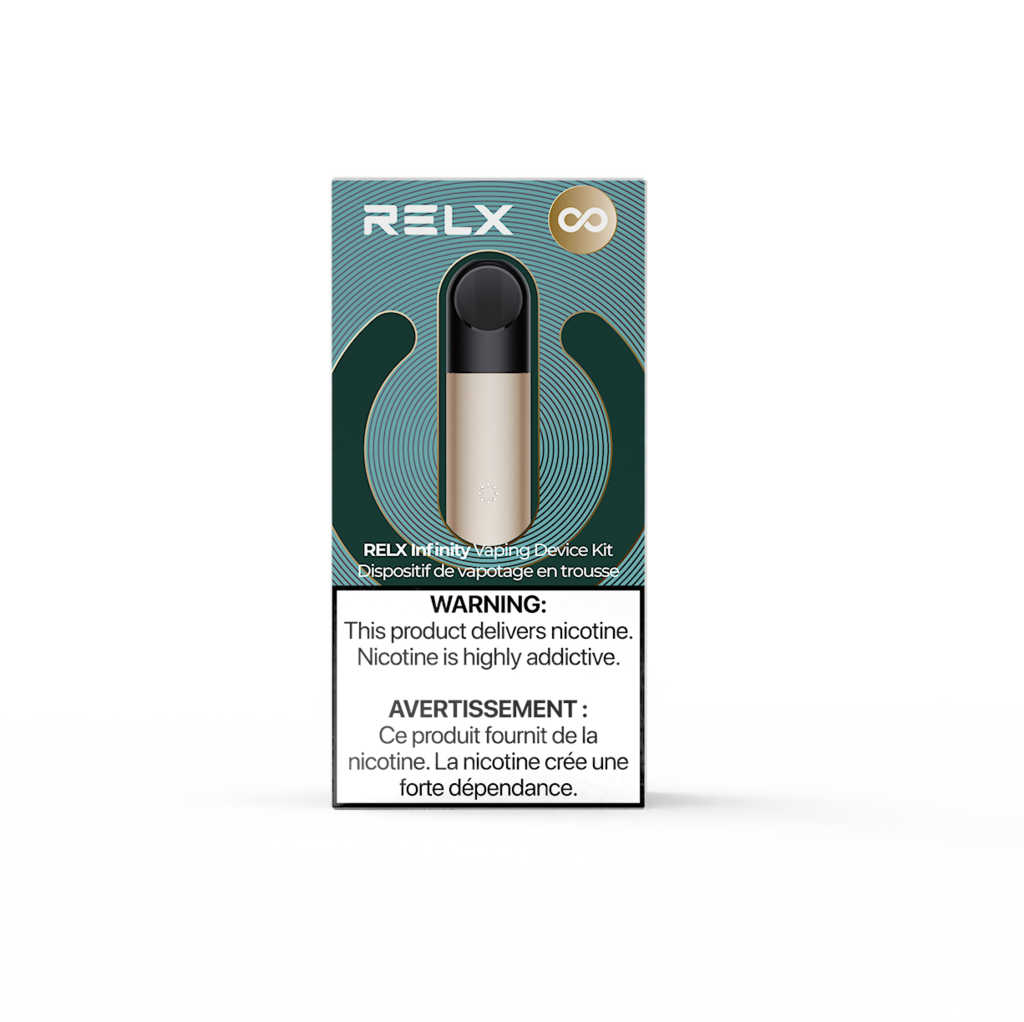 RELX
RELX Infinity Vaping Device Kit
Dispositif de vapotage en trousse
WARNING:
This product delivers nicotine.
Nicotine is highly addictive.
AVERTISSEMENT :
Ce produit fournit de la
nicotine. La nicotine crée une
forte dépendance.